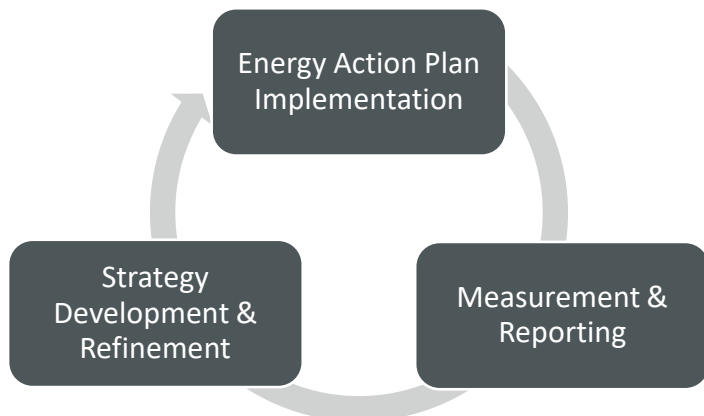 Energy Action Plan
Implementation
Measurement &
Reporting
Strategy
Development &
Refinement